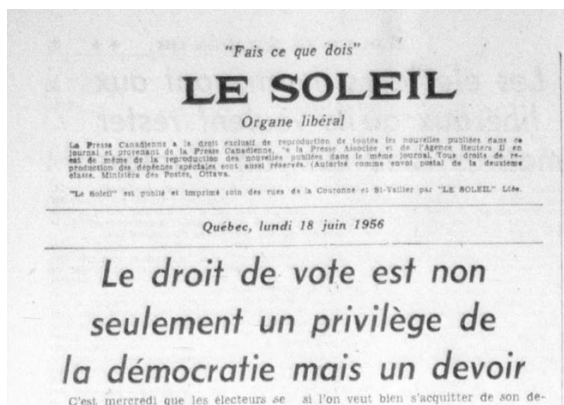 "Fais ce que dois"
LE SOLEIL
Organe libéral
La Presse Canadienne a le droit exclusif de reproduction de toutes les nouvelles publiées dans ce
journal et provenant de la Presse Canadienne, "e la Presse Associée et de l'Agence Reuters Il en
est de même de la reproduction des nouvelles publiées dans le même journal. Tous droits de re-
production des dépêches spéciales sont aussi réservés. (Autorisé comme envoi postal de la deuxième
classe. Ministère des Postes, Ottawa.
"Le Soleil" est publié et imprimé coin des rues de la Couronne et St-Vallier par "LE SOLEIL" Ltée.
Québec, lundi 18 juin 1956
Le droit de vote est non
seulement un privilège de
la démocratie mais un devoir
C'est mercredi que les électeurs se
si l'on veut bien s'acquitter de son de-